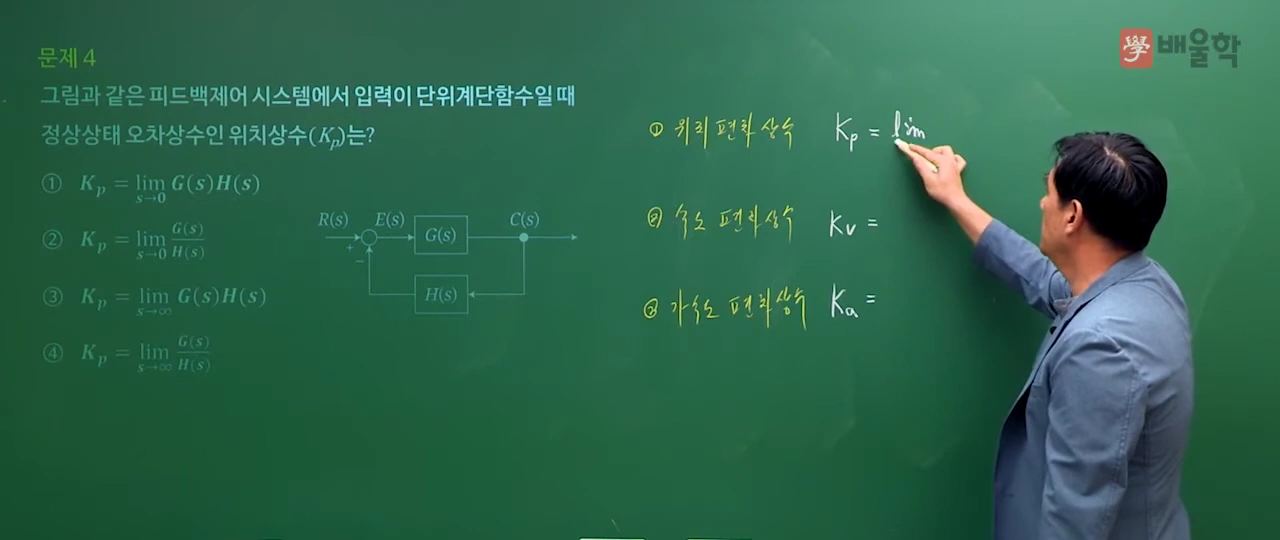 學 배울학
문제 4
그림과 같은 피드백제어 시스템에서 입력이 단위계단함수일 때
정상상태 오차상수인 위치상수(Kp)는?
① Kp = lim s→0 G(s)H(s)
② Kp = lim s→0 G(s)/H(s)
③ Kp = lim s→∞ G(s)H(s)
④ Kp = lim s→∞ G(s)/H(s)
R(s) E(s) G(s) C(s)
+
−
H(s)
① 위치 편차 상수 Kp = lim
② 속도 편차상수 Kv =
③ 가속도 편차상수 Ka =